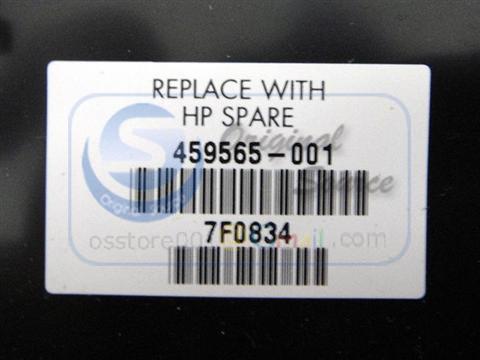 REPLACE WITH
HP SPARE
Original
459565-001
Source
7F0834